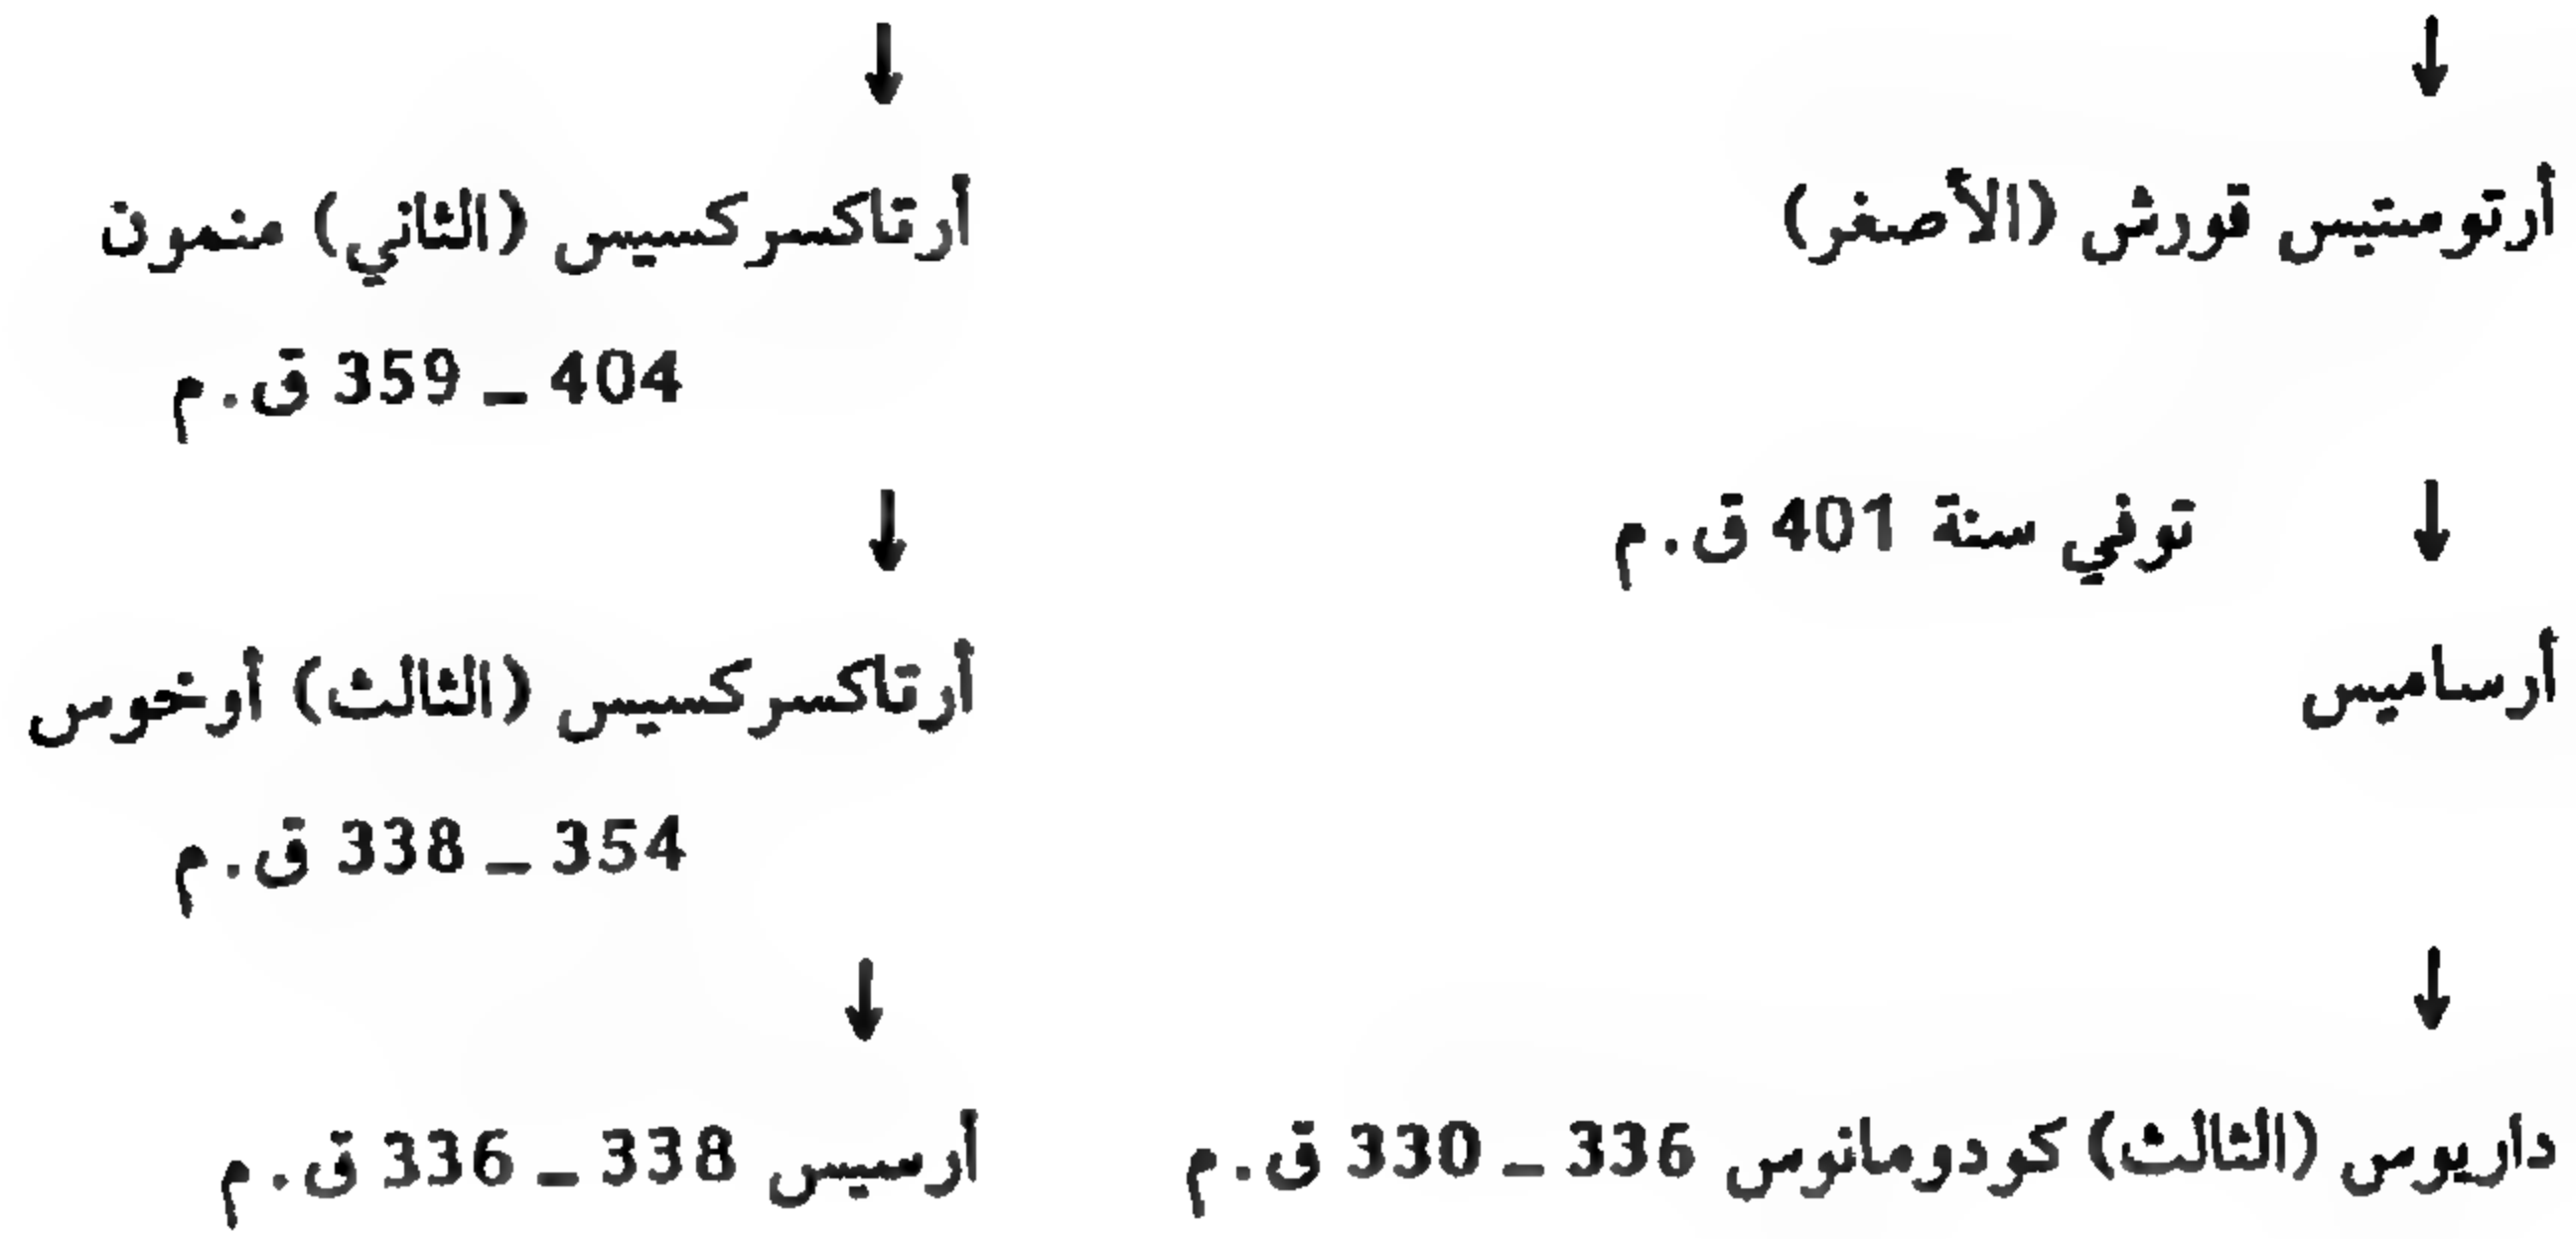 ↓ ↓
أرتومستيس قورش (الأصغر) أرتاكسركسيس (الثاني) منمون
404 ـ 359 ق.م
↓ توفي سنة 401 ق.م ↓
أرساميس أرتاكسركسيس (الثالث) أوخوس
354 ـ 338 ق.م
↓ ↓
داريوس (الثالث) كودومانوس 336 ـ 330 ق.م أرسيس 338 ـ 336 ق.م